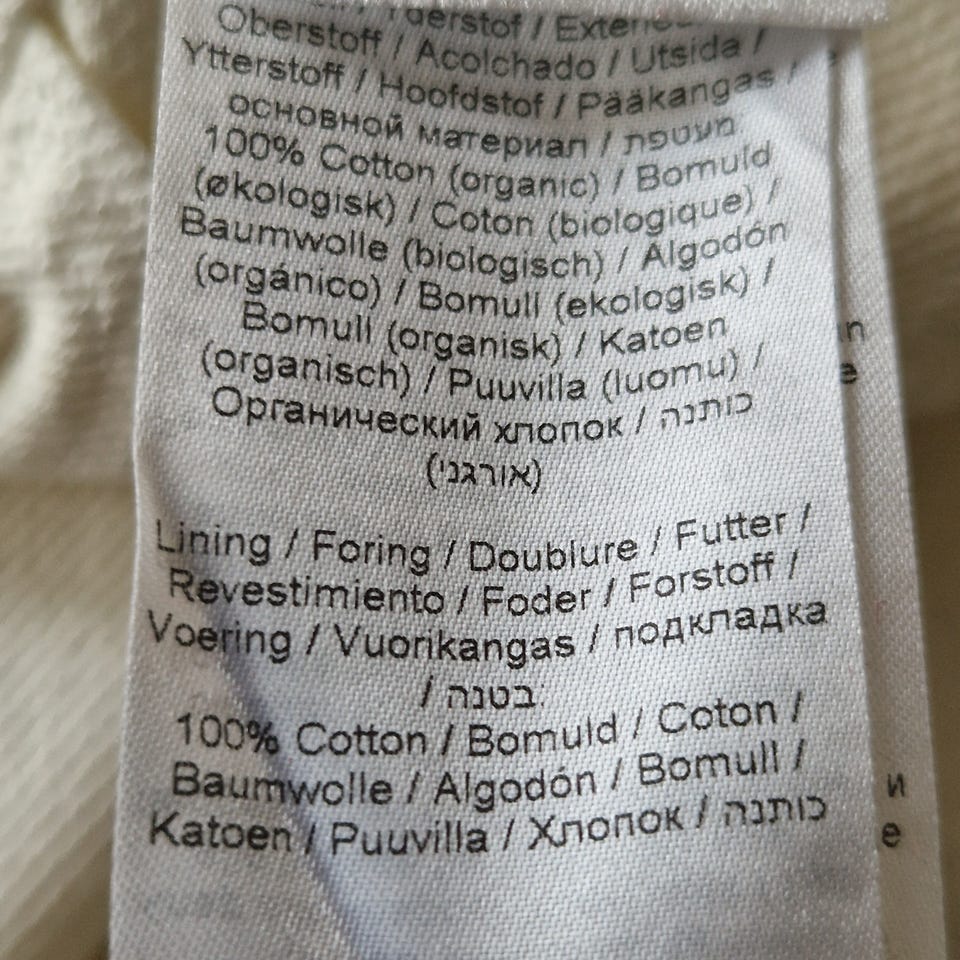 / Yderstof /
Oberstoff / Acolchado / Utsida /
Ytterstoff / Hoofdstof / Pääkangas /
основной материал / מעטפת:
100% Cotton (organic) / Bomuld
(økologisk) / Coton (biologique) /
Baumwolle (biologisch) / Algodón
(orgánico) / Bomull (ekologisk) /
Bomull (organisk) / Katoen
(organisch) / Puuvilla (luomu) /
Органический хлопок / כותנה
(אורגני)
Lining / Foring / Doublure / Futter /
Revestimiento / Foder / Forstoff /
Voering / Vuorikangas / подкладка
/ בטנה:
100% Cotton / Bomuld / Coton /
Baumwolle / Algodón / Bomull /
Katoen / Puuvilla / Хлопок / כותנה